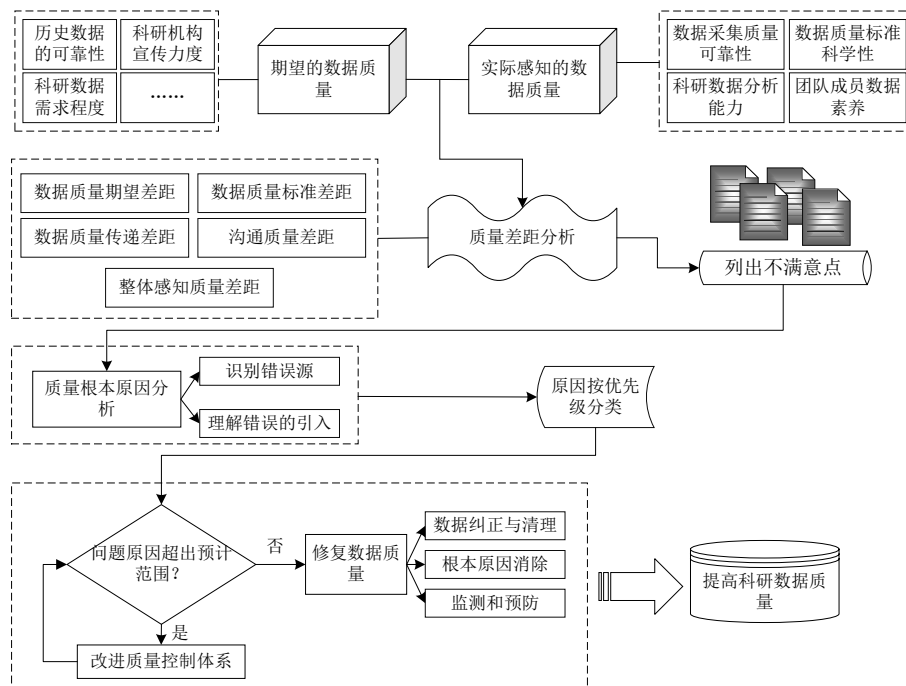 历史数据
的可靠性
科研机构
宣传力度
科研数据
需求程度
……
期望的数据质
量
实际感知的数
据质量
数据采集质量
可靠性
数据质量标准
科学性
科研数据分析
能力
团队成员数据
素养
数据质量期望差距
数据质量标准差距
数据质量传递差距
沟通质量差距
整体感知质量差距
质量差距分析
列出不满意点
质量根本原因分
析
识别错误源
理解错误的引入
原因按优先
级分类
问题原因超出预计
范围？
否
是
改进质量控制体系
修复数据质
量
数据纠正与清理
根本原因消除
监测和预防
提高科研数据质
量